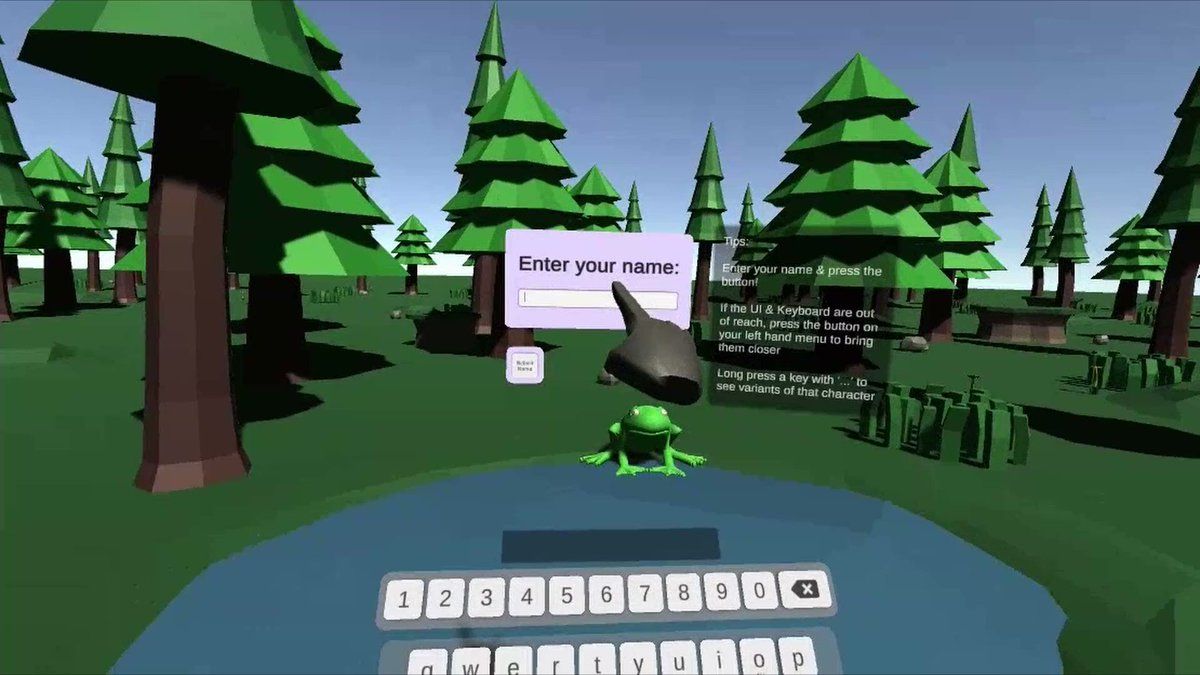 Enter your name:
Submit
Name
Tips:
Enter your name & press the
button!
If the UI & Keyboard are out
of reach, press the button on
your left hand menu to bring
them closer
Long press a key with '...' to
see variants of that character
1 2 3 4 5 6 7 8 9 0
q w e r t y u i o p